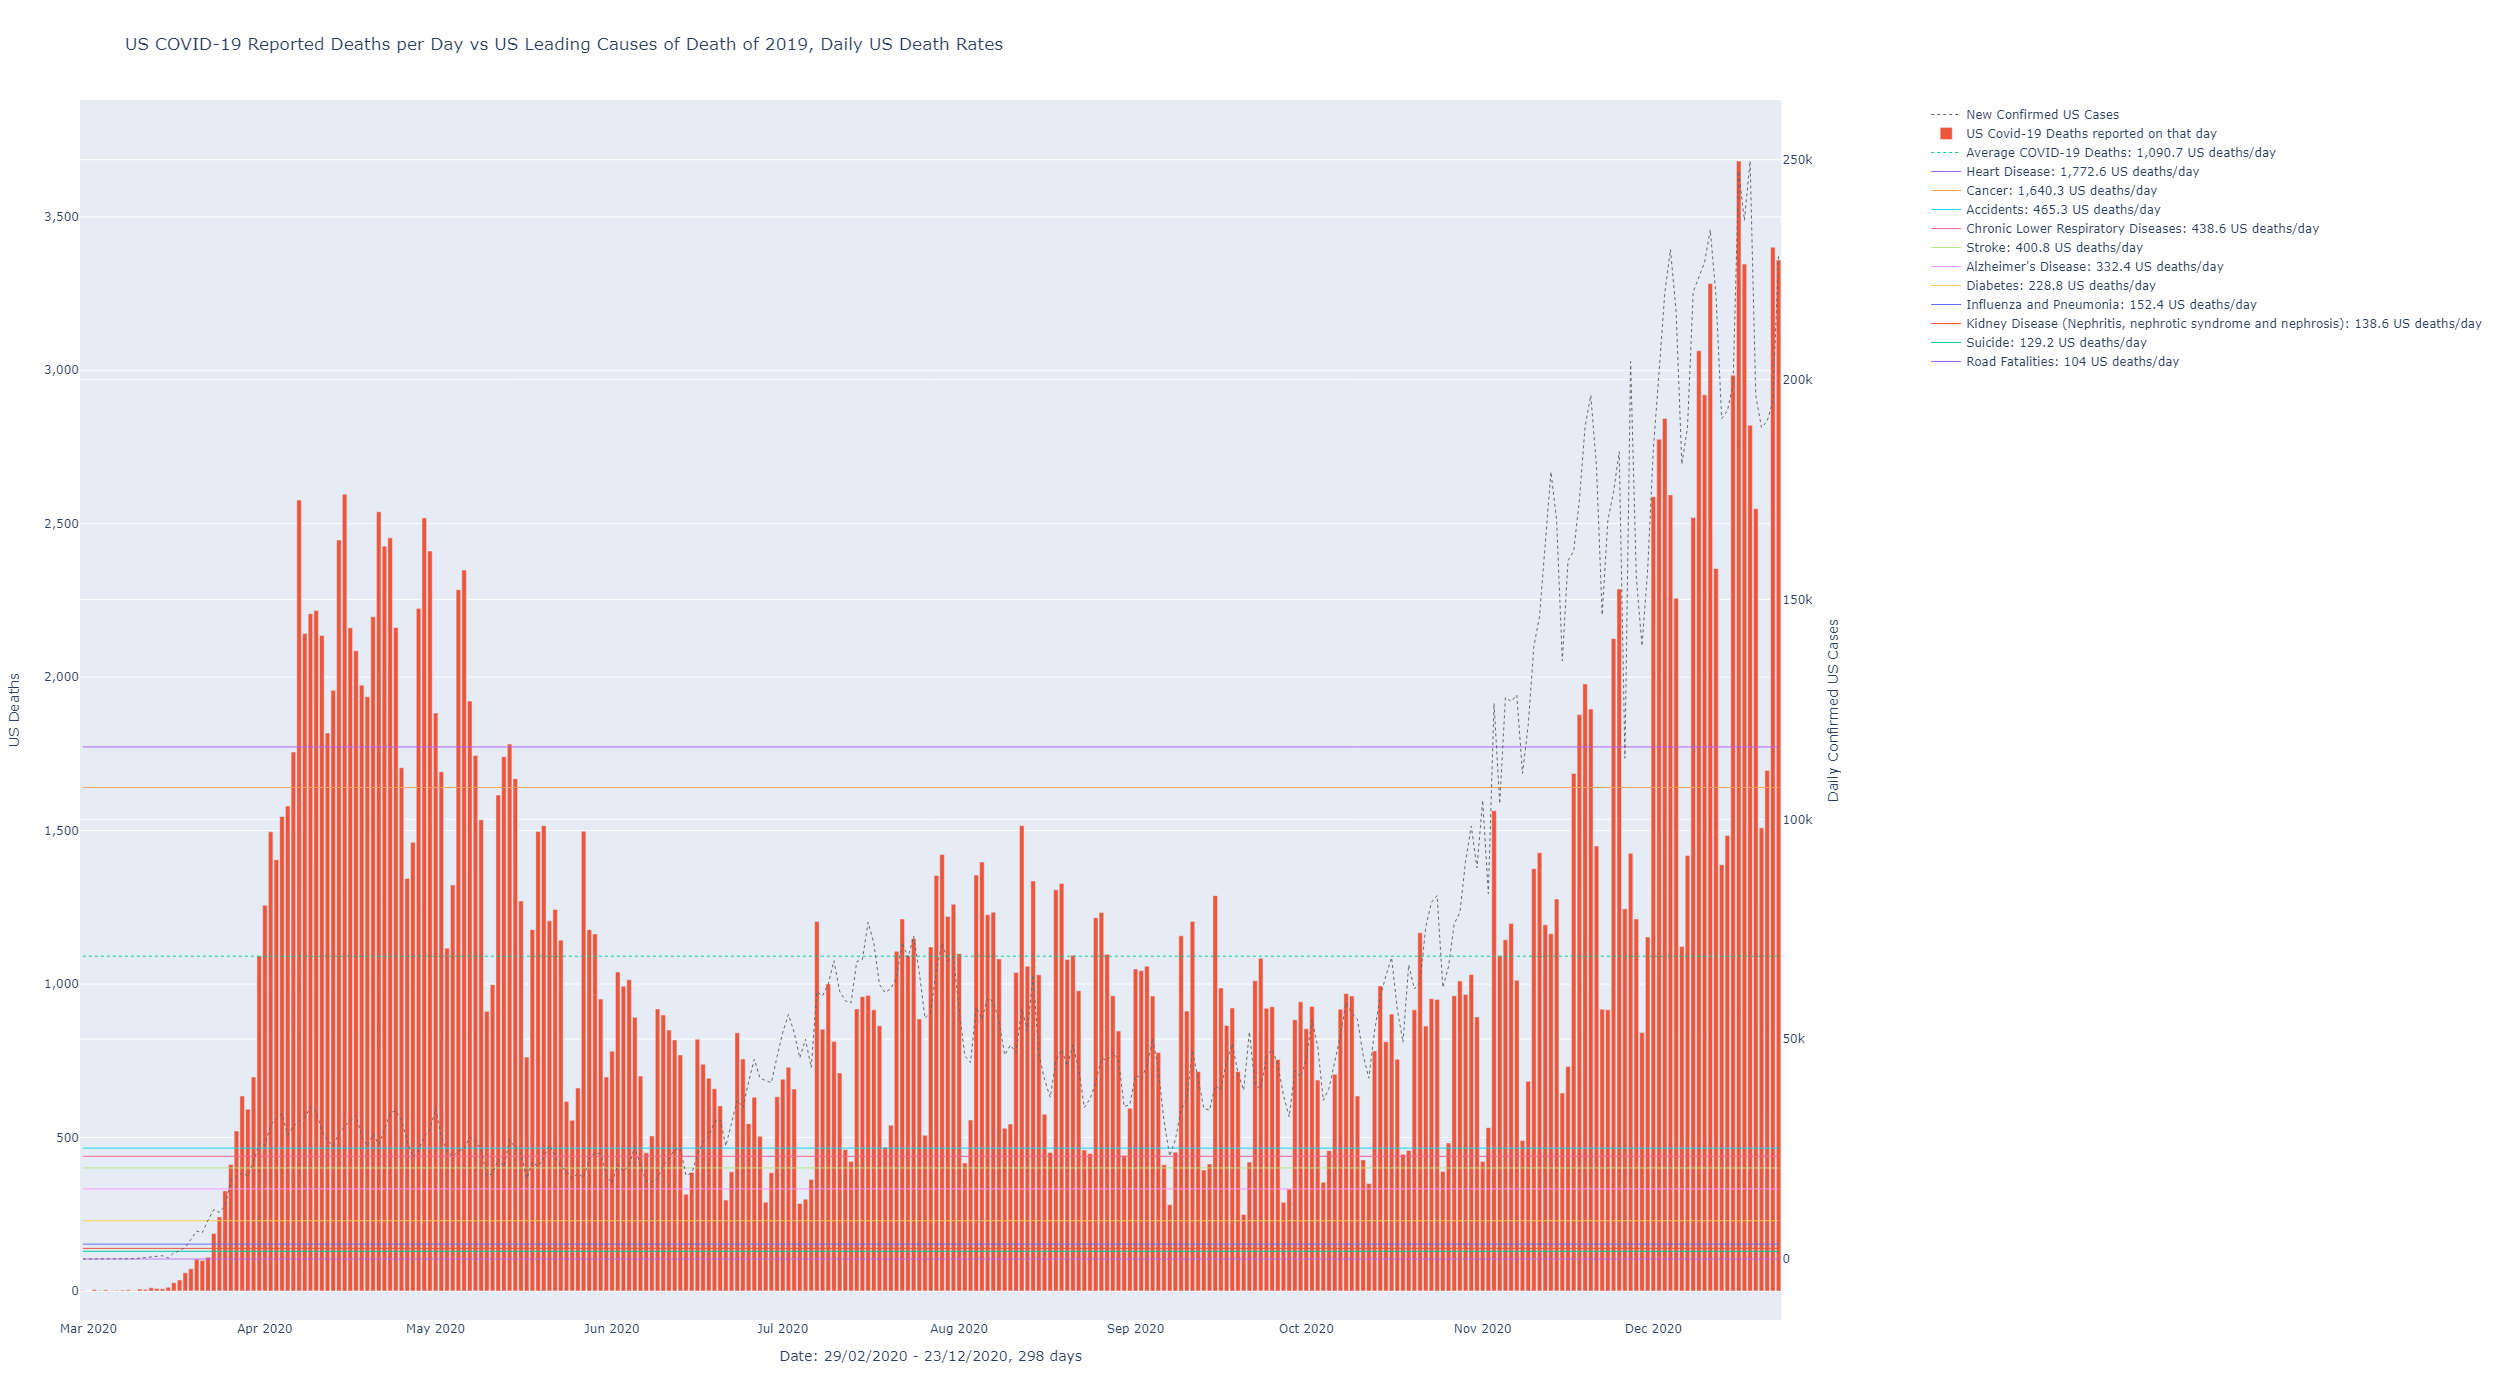 US COVID-19 Reported Deaths per Day vs US Leading Causes of Death of 2019, Daily US Death Rates
New Confirmed US Cases
US Covid-19 Deaths reported on that day
Average COVID-19 Deaths: 1,090.7 US deaths/day
Heart Disease: 1,772.6 US deaths/day
Cancer: 1,640.3 US deaths/day
Accidents: 465.3 US deaths/day
Chronic Lower Respiratory Diseases: 438.6 US deaths/day
Stroke: 400.8 US deaths/day
Alzheimer's Disease: 332.4 US deaths/day
Diabetes: 228.8 US deaths/day
Influenza and Pneumonia: 152.4 US deaths/day
Kidney Disease (Nephritis, nephrotic syndrome and nephrosis): 138.6 US deaths/day
Suicide: 129.2 US deaths/day
Road Fatalities: 104 US deaths/day
US Deaths
3,500
3,000
2,500
2,000
1,500
1,000
500
0
250k
200k
150k
100k
50k
0
Daily Confirmed US Cases
Mar 2020 Apr 2020 May 2020 Jun 2020 Jul 2020 Aug 2020 Sep 2020 Oct 2020 Nov 2020 Dec 2020
Date: 29/02/2020 - 23/12/2020, 298 days